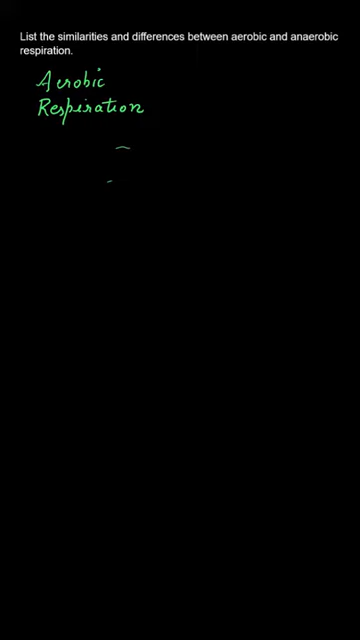 List the similarities and differences between aerobic and anaerobic
respiration.
Aerobic
Respiration